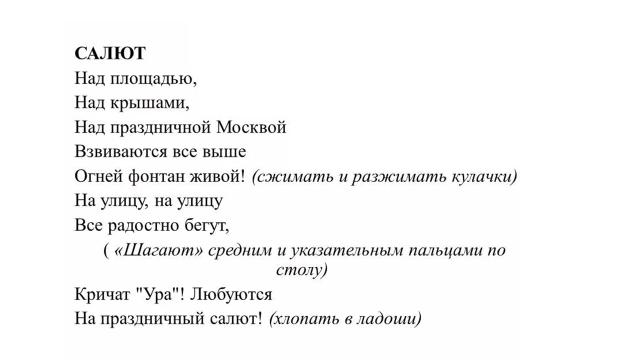 САЛЮТ
Над площадью,
Над крышами,
Над праздничной Москвой
Взвиваются все выше
Огней фонтан живой! (сжимать и разжимать кулачки)
На улицу, на улицу
Все радостно бегут,
( «Шагают» средним и указательным пальцами по
столу)
Кричат "Ура"! Любуются
На праздничный салют! (хлопать в ладоши)